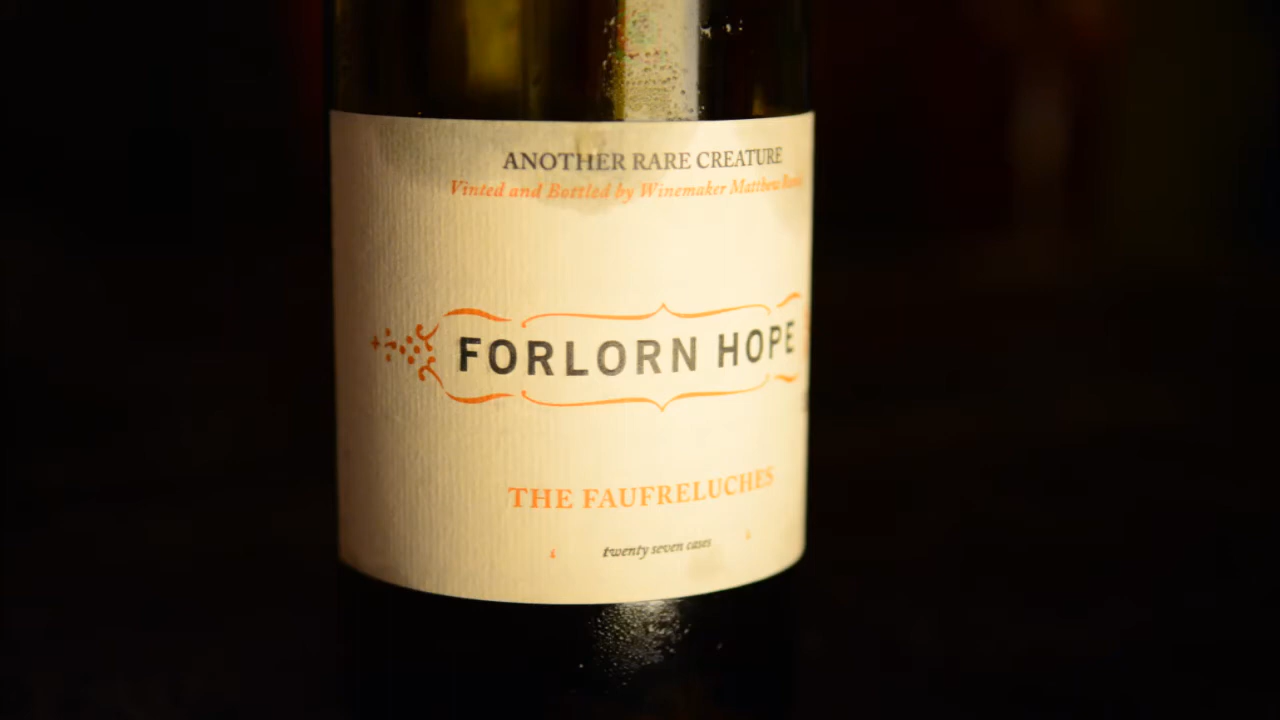 ANOTHER RARE CREATURE
Vinted and Bottled by Winemaker Matthew
FORLORN HOPE
THE FAUFRELUCHES
twenty seven cases